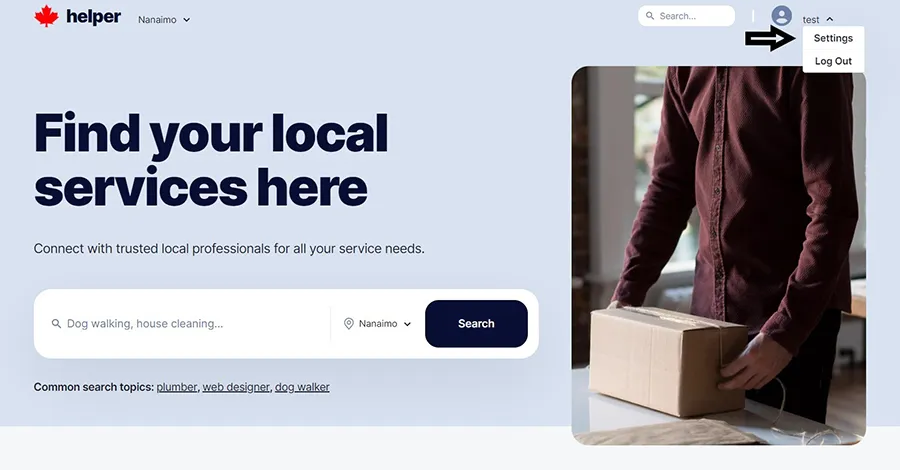 helper
Nanaimo
Search...
test
Settings
Log Out
Find your local
services here
Connect with trusted local professionals for all your service needs.
Dog walking, house cleaning...
Nanaimo
Search
Common search topics: plumber, web designer, dog walker